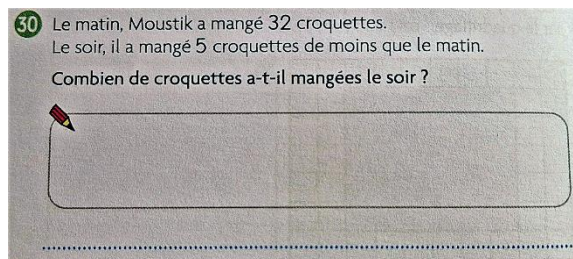 30 Le matin, Moustik a mangé 32 croquettes.
Le soir, il a mangé 5 croquettes de moins que le matin.
Combien de croquettes a-t-il mangées le soir ?